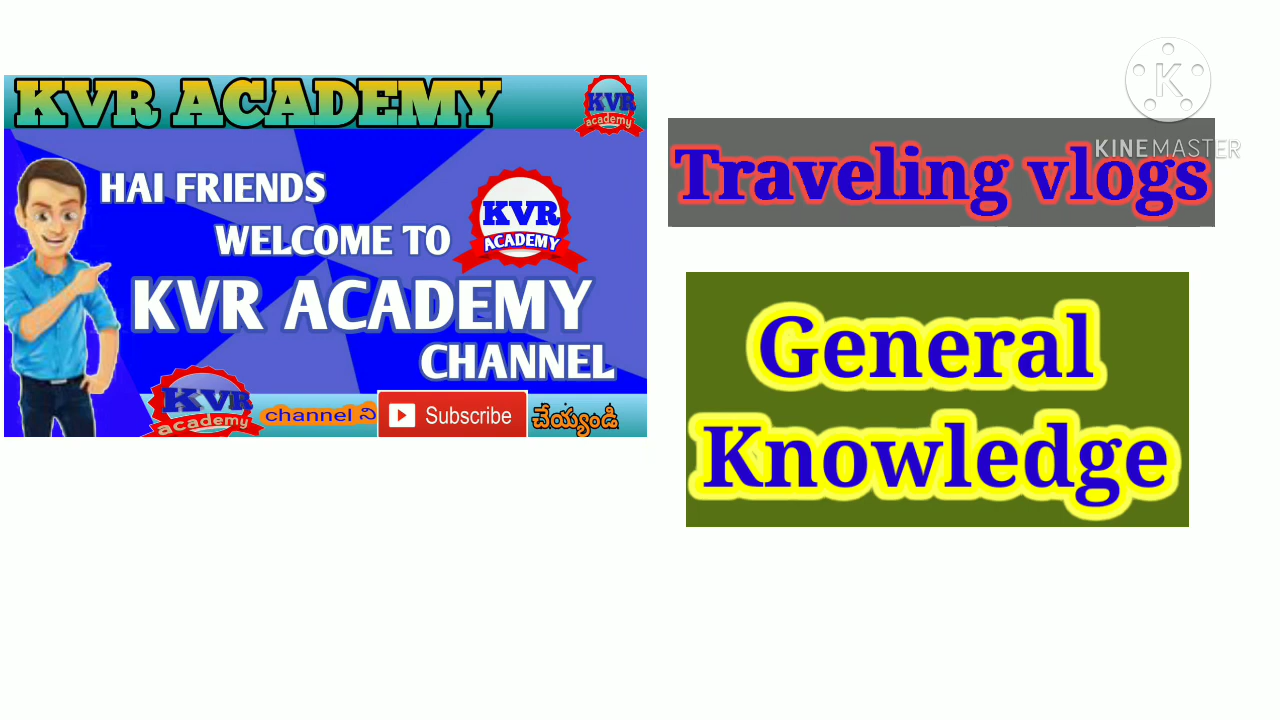 KVR ACADEMY
KVR
academy
HAI FRIENDS
WELCOME TO
KVR
ACADEMY
KVR ACADEMY
CHANNEL
KVR
academy
channel ని Subscribe చేయ్యండి
K
KINEMASTER
Traveling vlogs
General
Knowledge